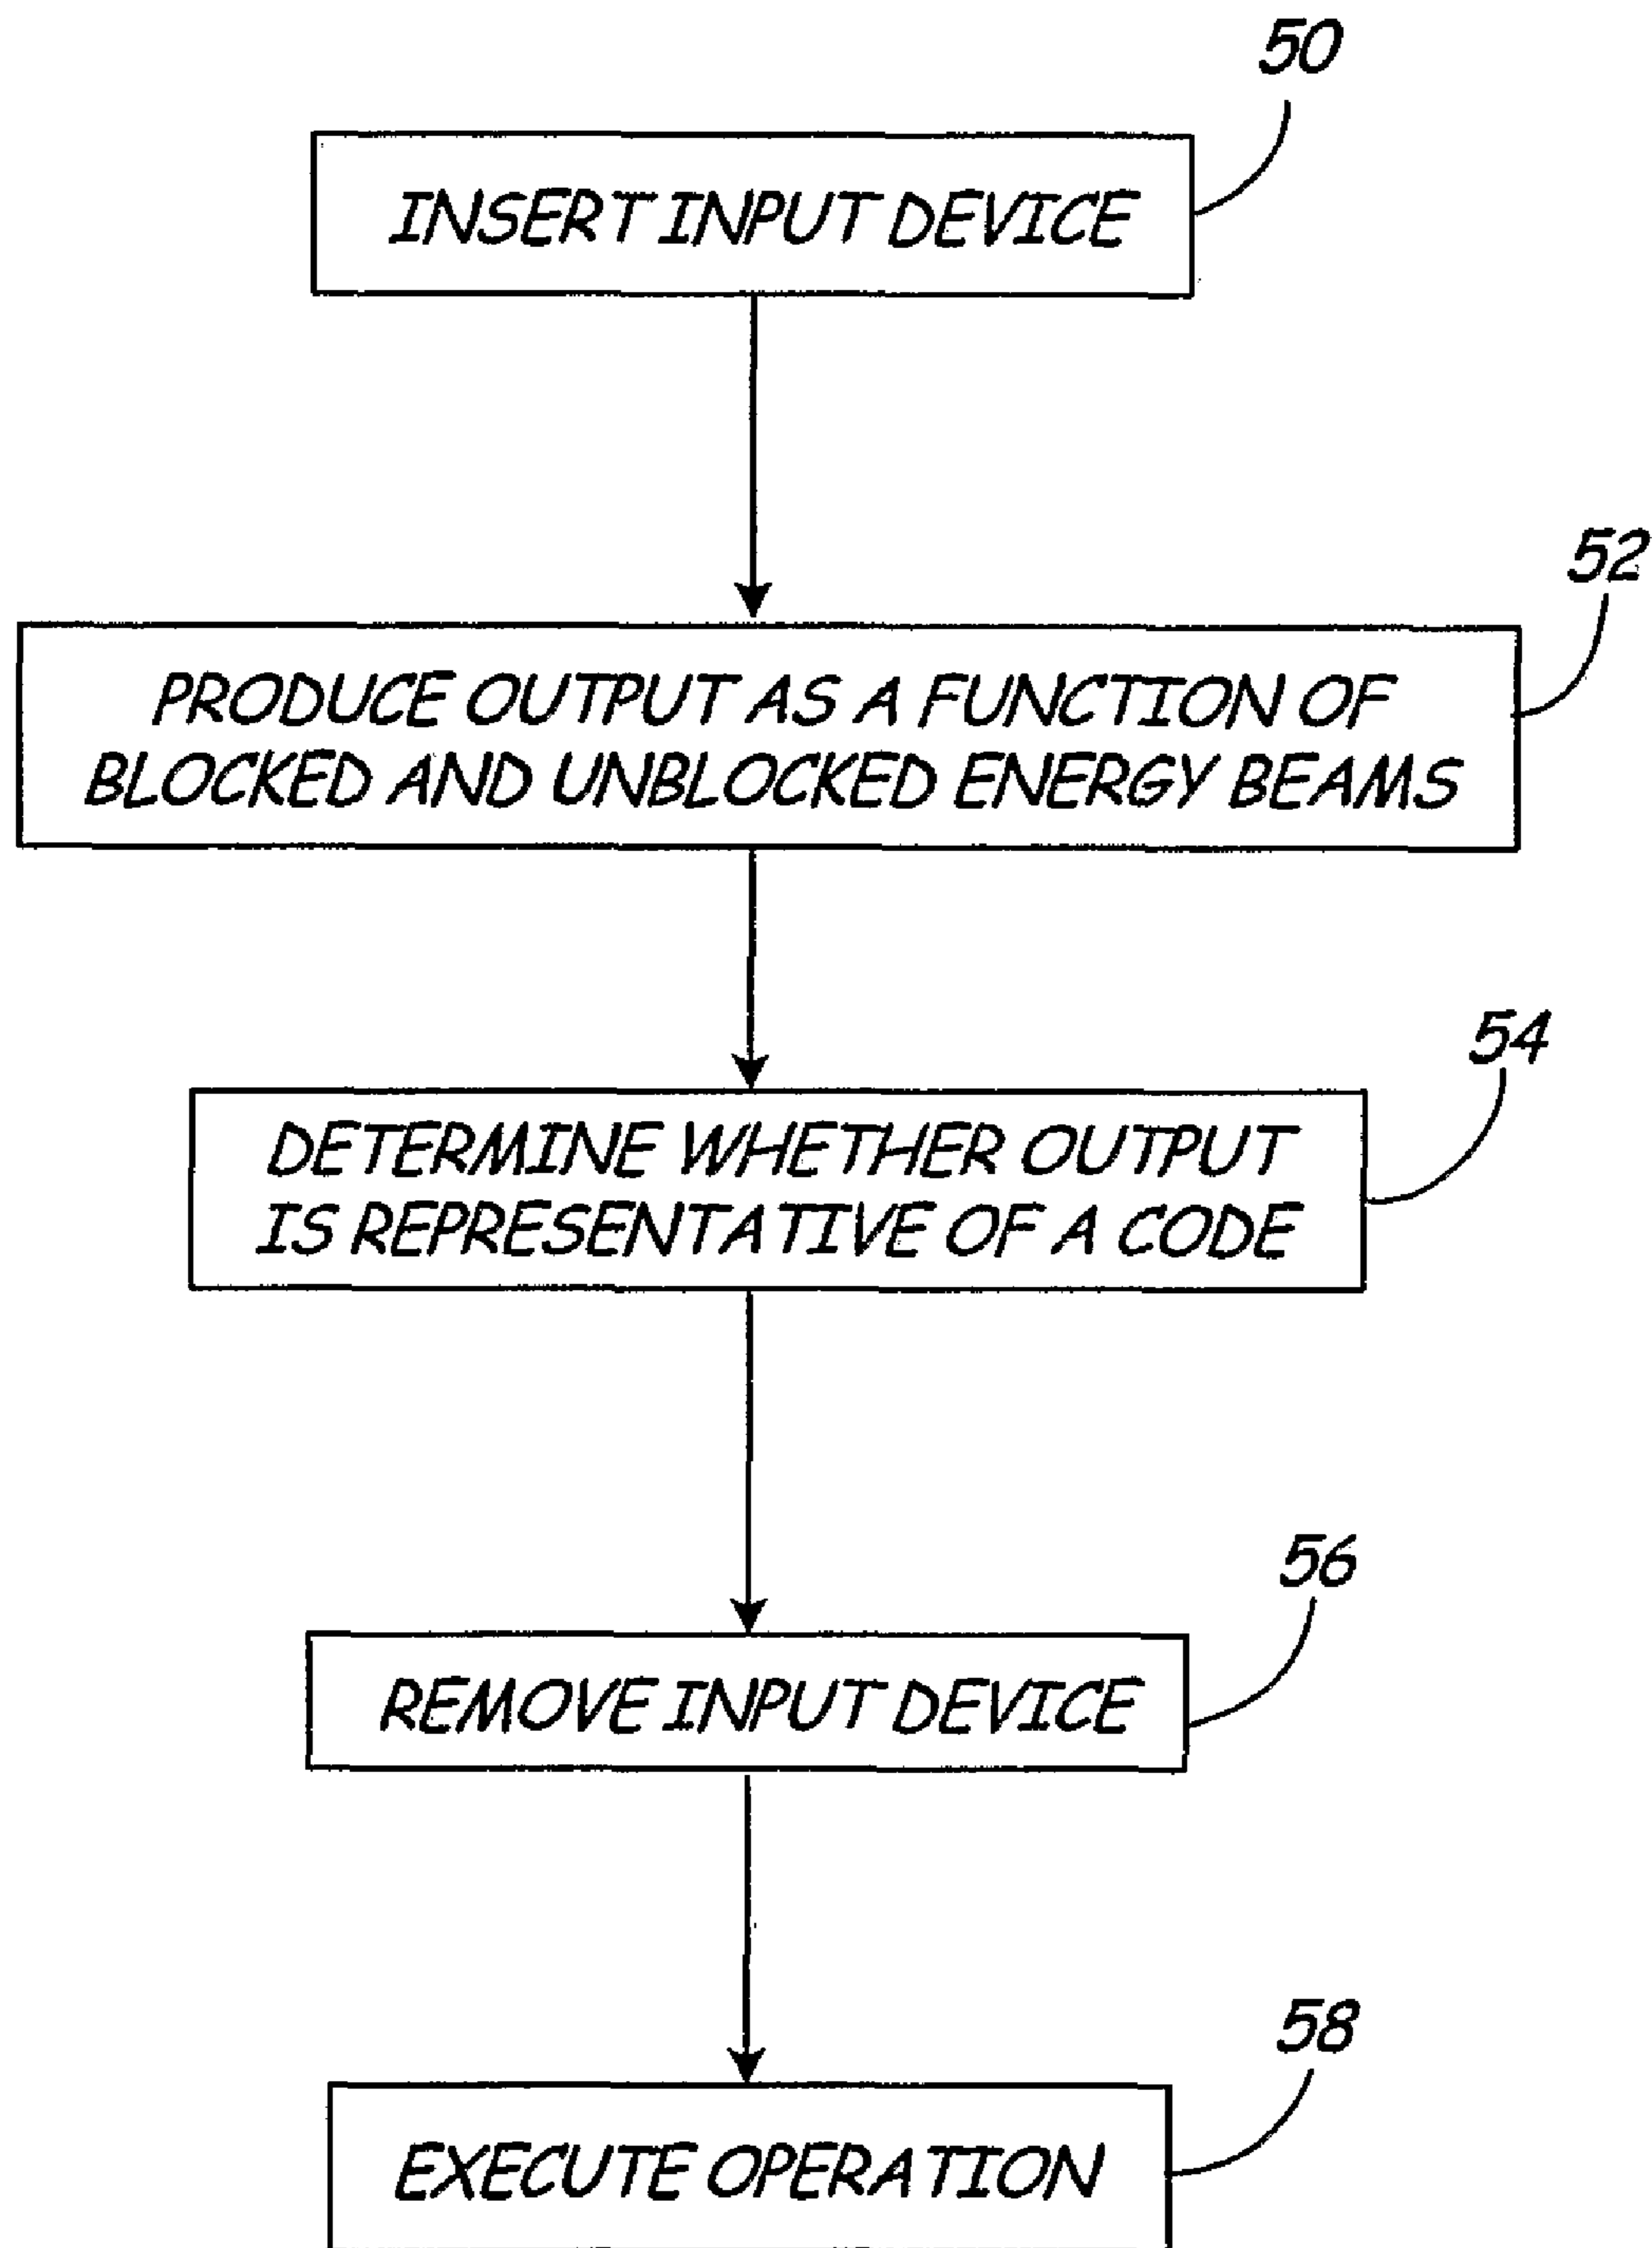 50
INSERT INPUT DEVICE
52
PRODUCE OUTPUT AS A FUNCTION OF
BLOCKED AND UNBLOCKED ENERGY BEAMS
54
DETERMINE WHETHER OUTPUT
IS REPRESENTATIVE OF A CODE
56
REMOVE INPUT DEVICE
58
EXECUTE OPERATION